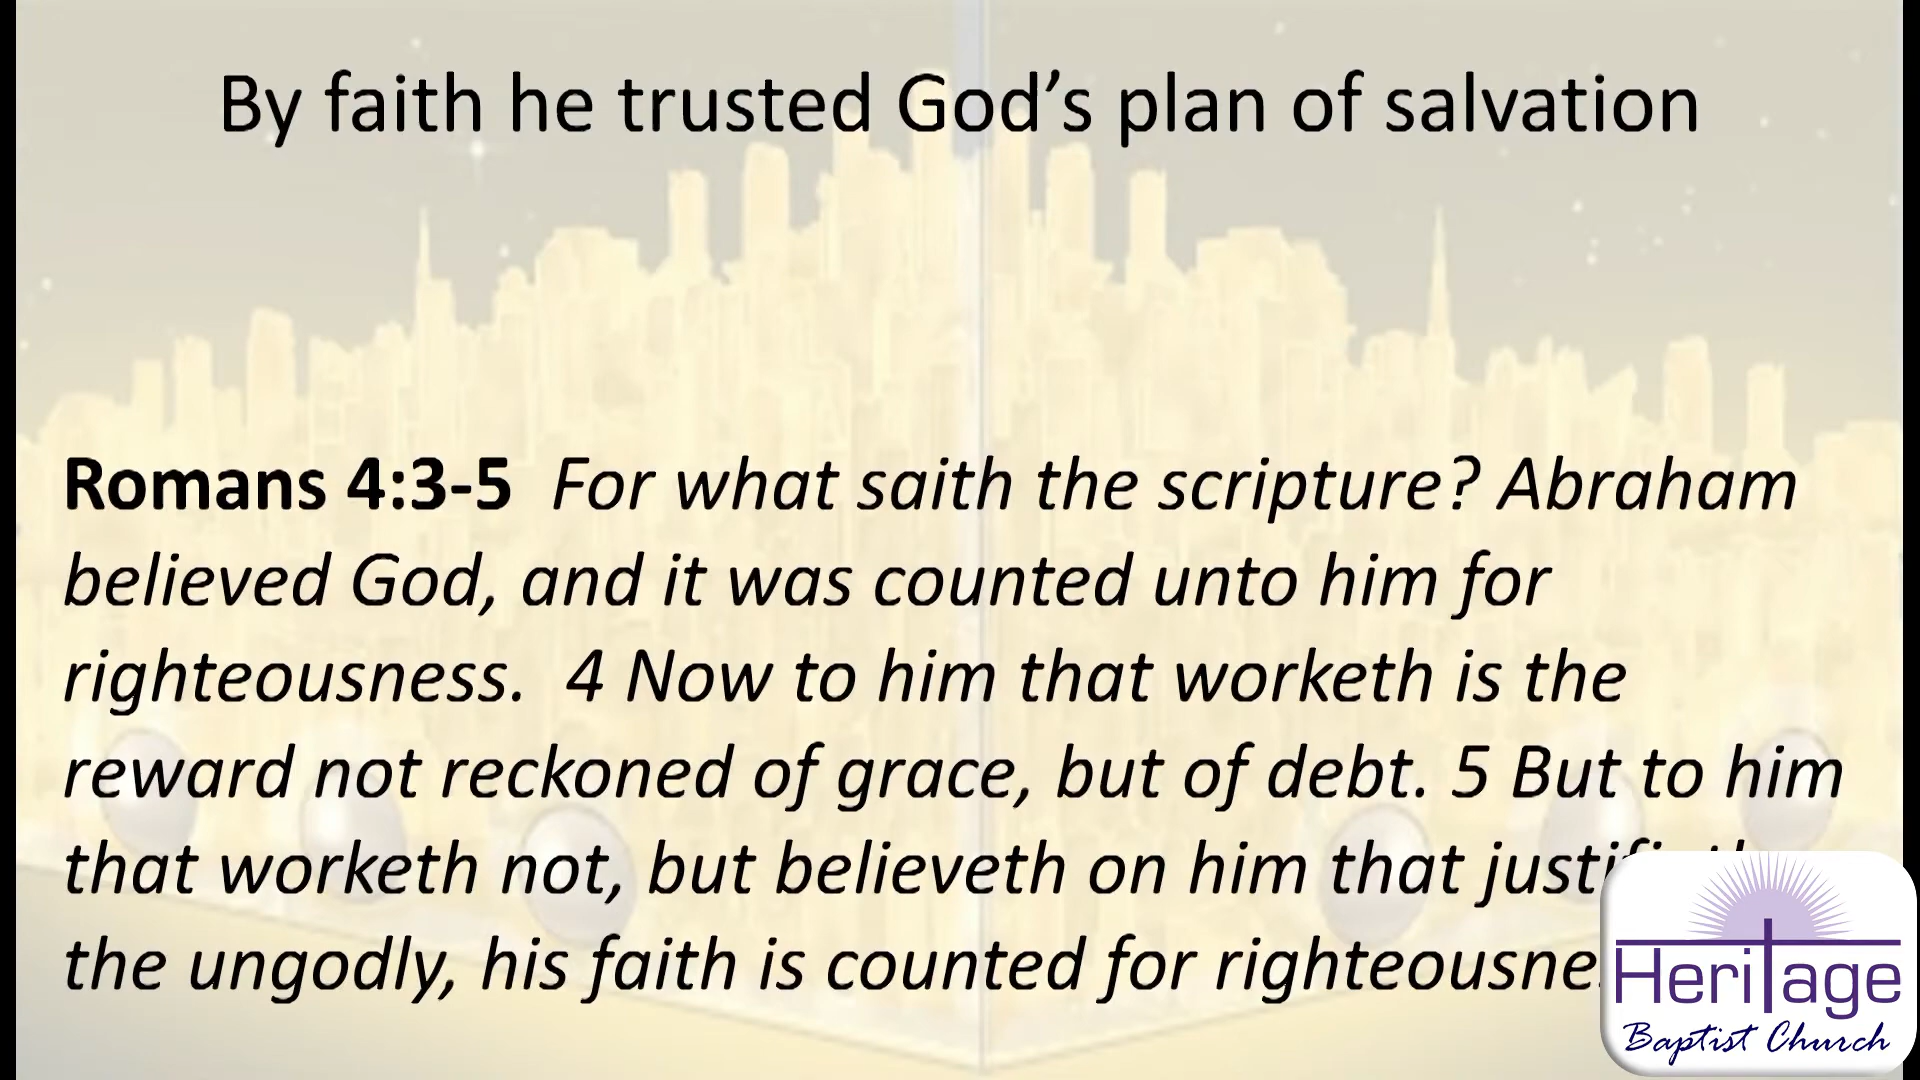 By faith he trusted God's plan of salvation
Romans 4:3-5 For what saith the scripture? Abraham
believed God, and it was counted unto him for
righteousness. 4 Now to him that worketh is the
reward not reckoned of grace, but of debt. 5 But to him
that worketh not, but believeth on him that
the ungodly, his faith is counted for
Heritage
Baptist Church